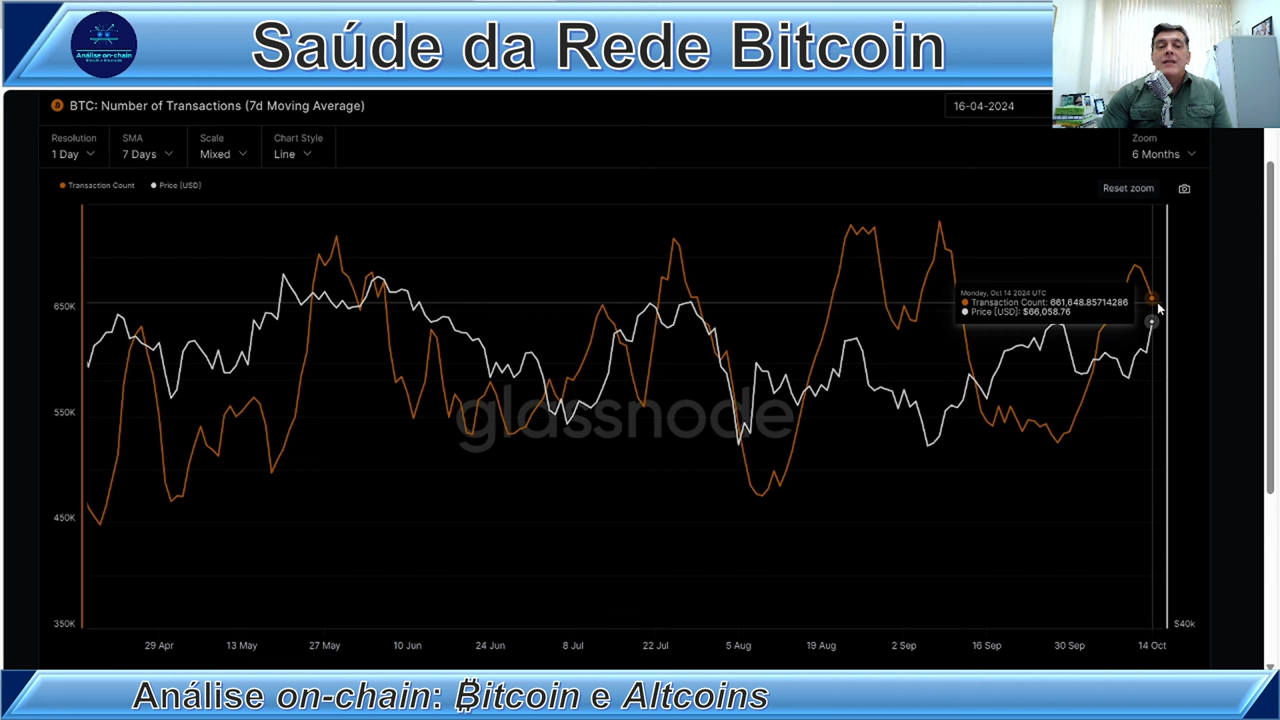 Saúde da Rede Bitcoin
Análise on-chain
BTC: Number of Transactions (7d Moving Average)
16-04-2024
Resolution
1 Day
SMA
7 Days
Scale
Mixed
Chart Style
Line
Zoom
6 Months
Transaction Count
Price [USD]
Reset zoom
650K
550K
450K
350K
$40k
glassnode
Monday, Oct 14 2024 UTC
Transaction Count: 661,648.85714286
Price [USD]: $66,058.76
29 Apr
13 May
27 May
10 Jun
24 Jun
8 Jul
22 Jul
5 Aug
19 Aug
2 Sep
16 Sep
30 Sep
14 Oct
Análise on-chain: ₿itcoin e Altcoins